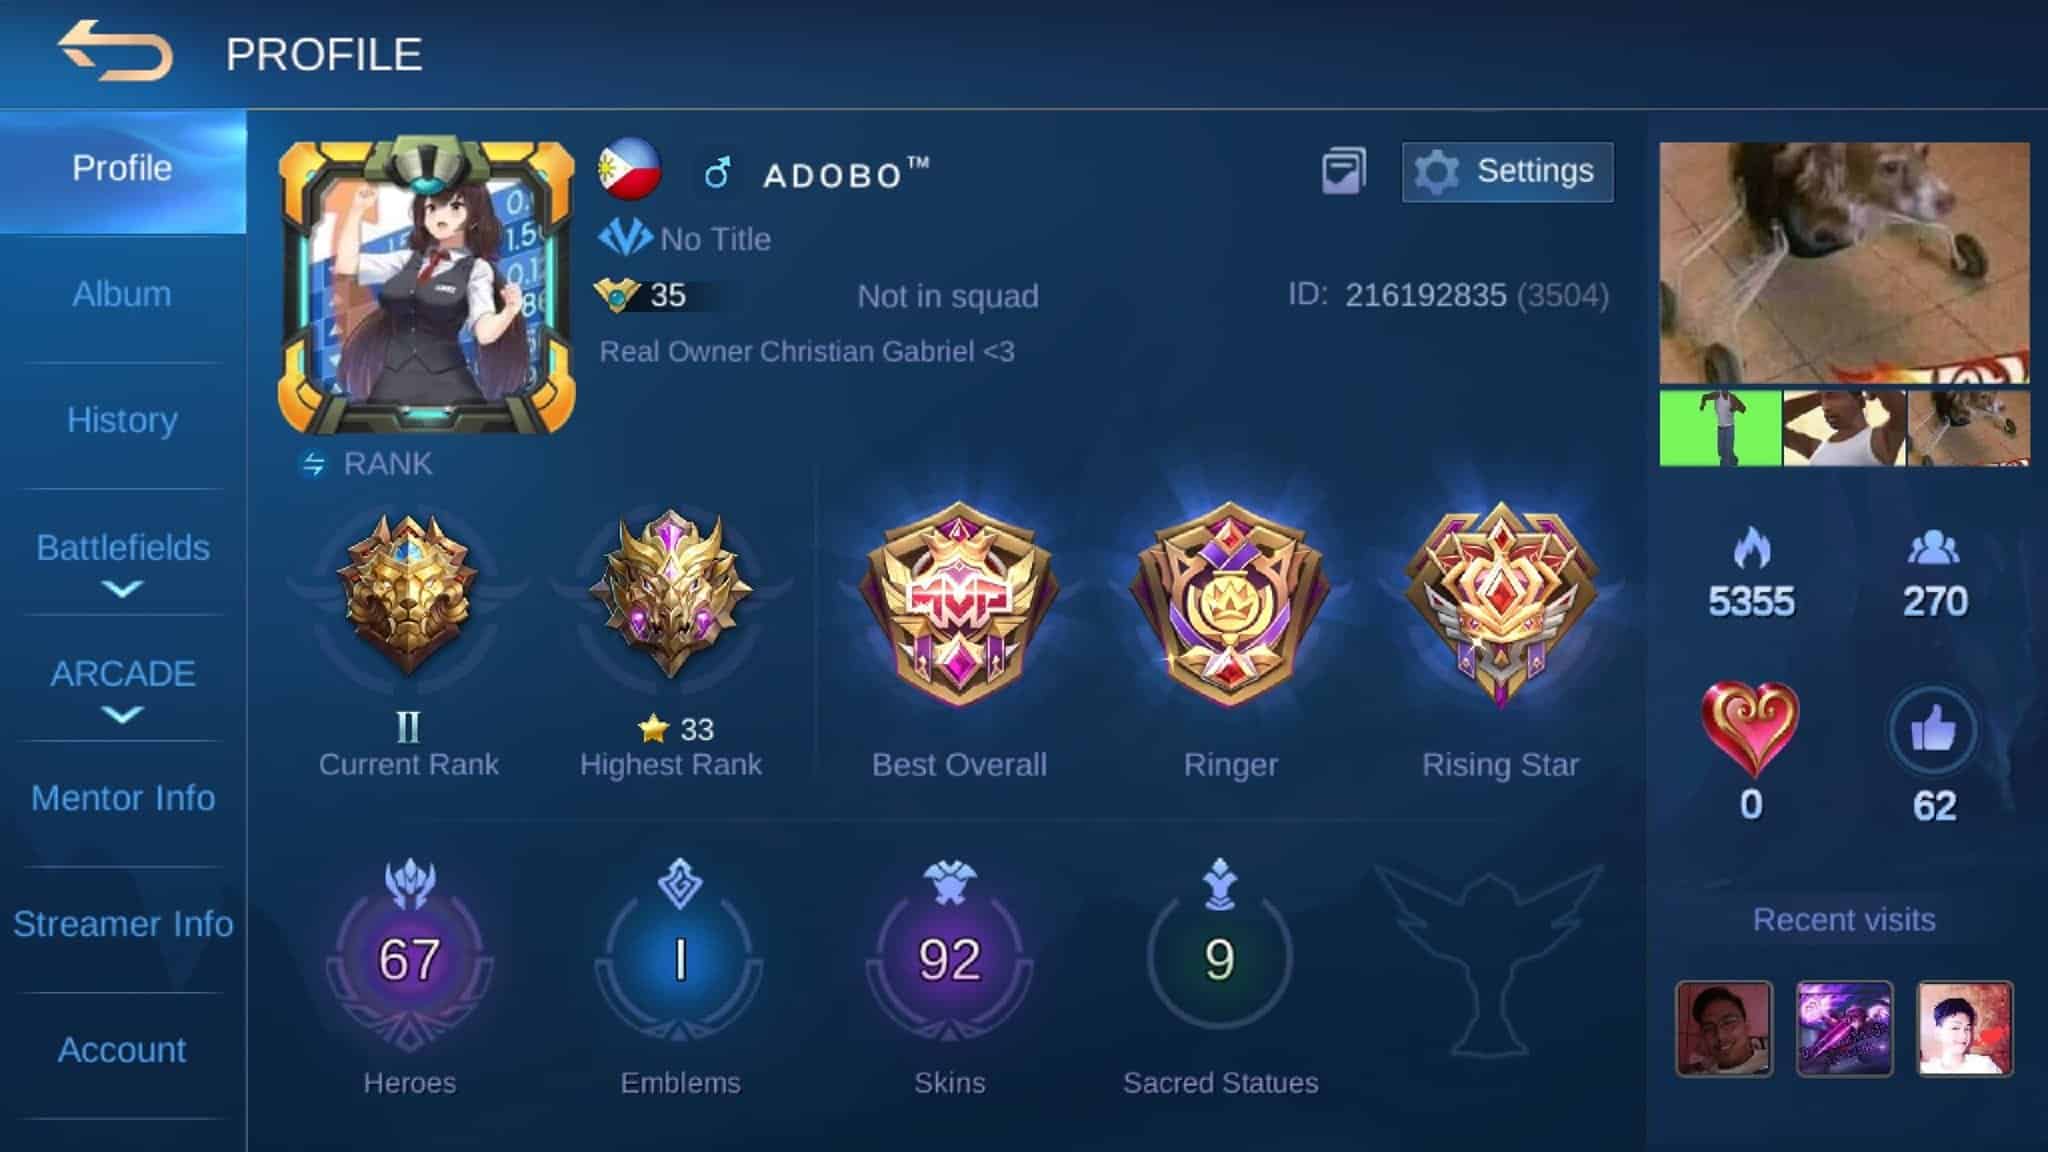 PROFILE
Profile
Album
History
Battlefields
ARCADE
Mentor Info
Streamer Info
Account
ADOBO™
Settings
No Title
35
Not in squad
ID: 216192835 (3504)
Real Owner Christian Gabriel <3
RANK
MVP
II
33
Current Rank
Highest Rank
Best Overall
Ringer
Rising Star
67
I
92
9
Heroes
Emblems
Skins
Sacred Statues
5355
270
0
62
Recent visits